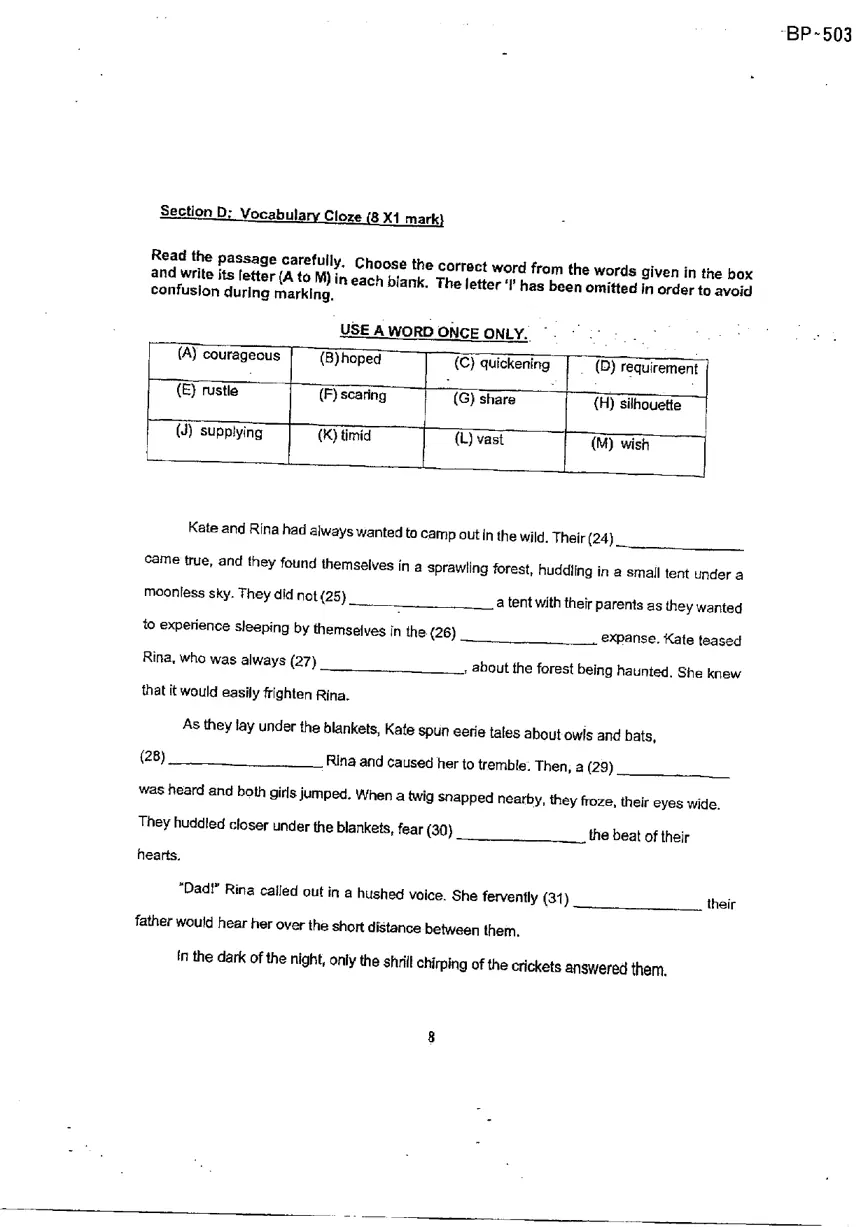 BP-503
Section D: Vocabulary Cloze (8 X1 mark)
Read the passage carefully. Choose the correct word from the words given in the box
and write its letter (A to M) in each blank. The letter 'I' has been omitted in order to avoid
confusion during marking.
USE A WORD ONCE ONLY.
(A) courageous (B) hoped (C) quickening (D) requirement
(E) rustle (F) scaring (G) share (H) silhouette
(J) supplying (K) timid (L) vast (M) wish
Kate and Rina had always wanted to camp out in the wild. Their (24)______________
came true, and they found themselves in a sprawling forest, huddling in a small tent under a
moonless sky. They did not (25) ________________ a tent with their parents as they wanted
to experience sleeping by themselves in the (26) ________________ expanse. Kate teased
Rina, who was always (27) ________________, about the forest being haunted. She knew
that it would easily frighten Rina.
As they lay under the blankets, Kate spun eerie tales about owls and bats,
(28) ________________ Rina and caused her to tremble. Then, a (29) ______________
was heard and both girls jumped. When a twig snapped nearby, they froze, their eyes wide.
They huddled closer under the blankets, fear (30) ________________ the beat of their
hearts.
"Dad!" Rina called out in a hushed voice. She fervently (31) ________________ their
father would hear her over the short distance between them.
In the dark of the night, only the shrill chirping of the crickets answered them.
8